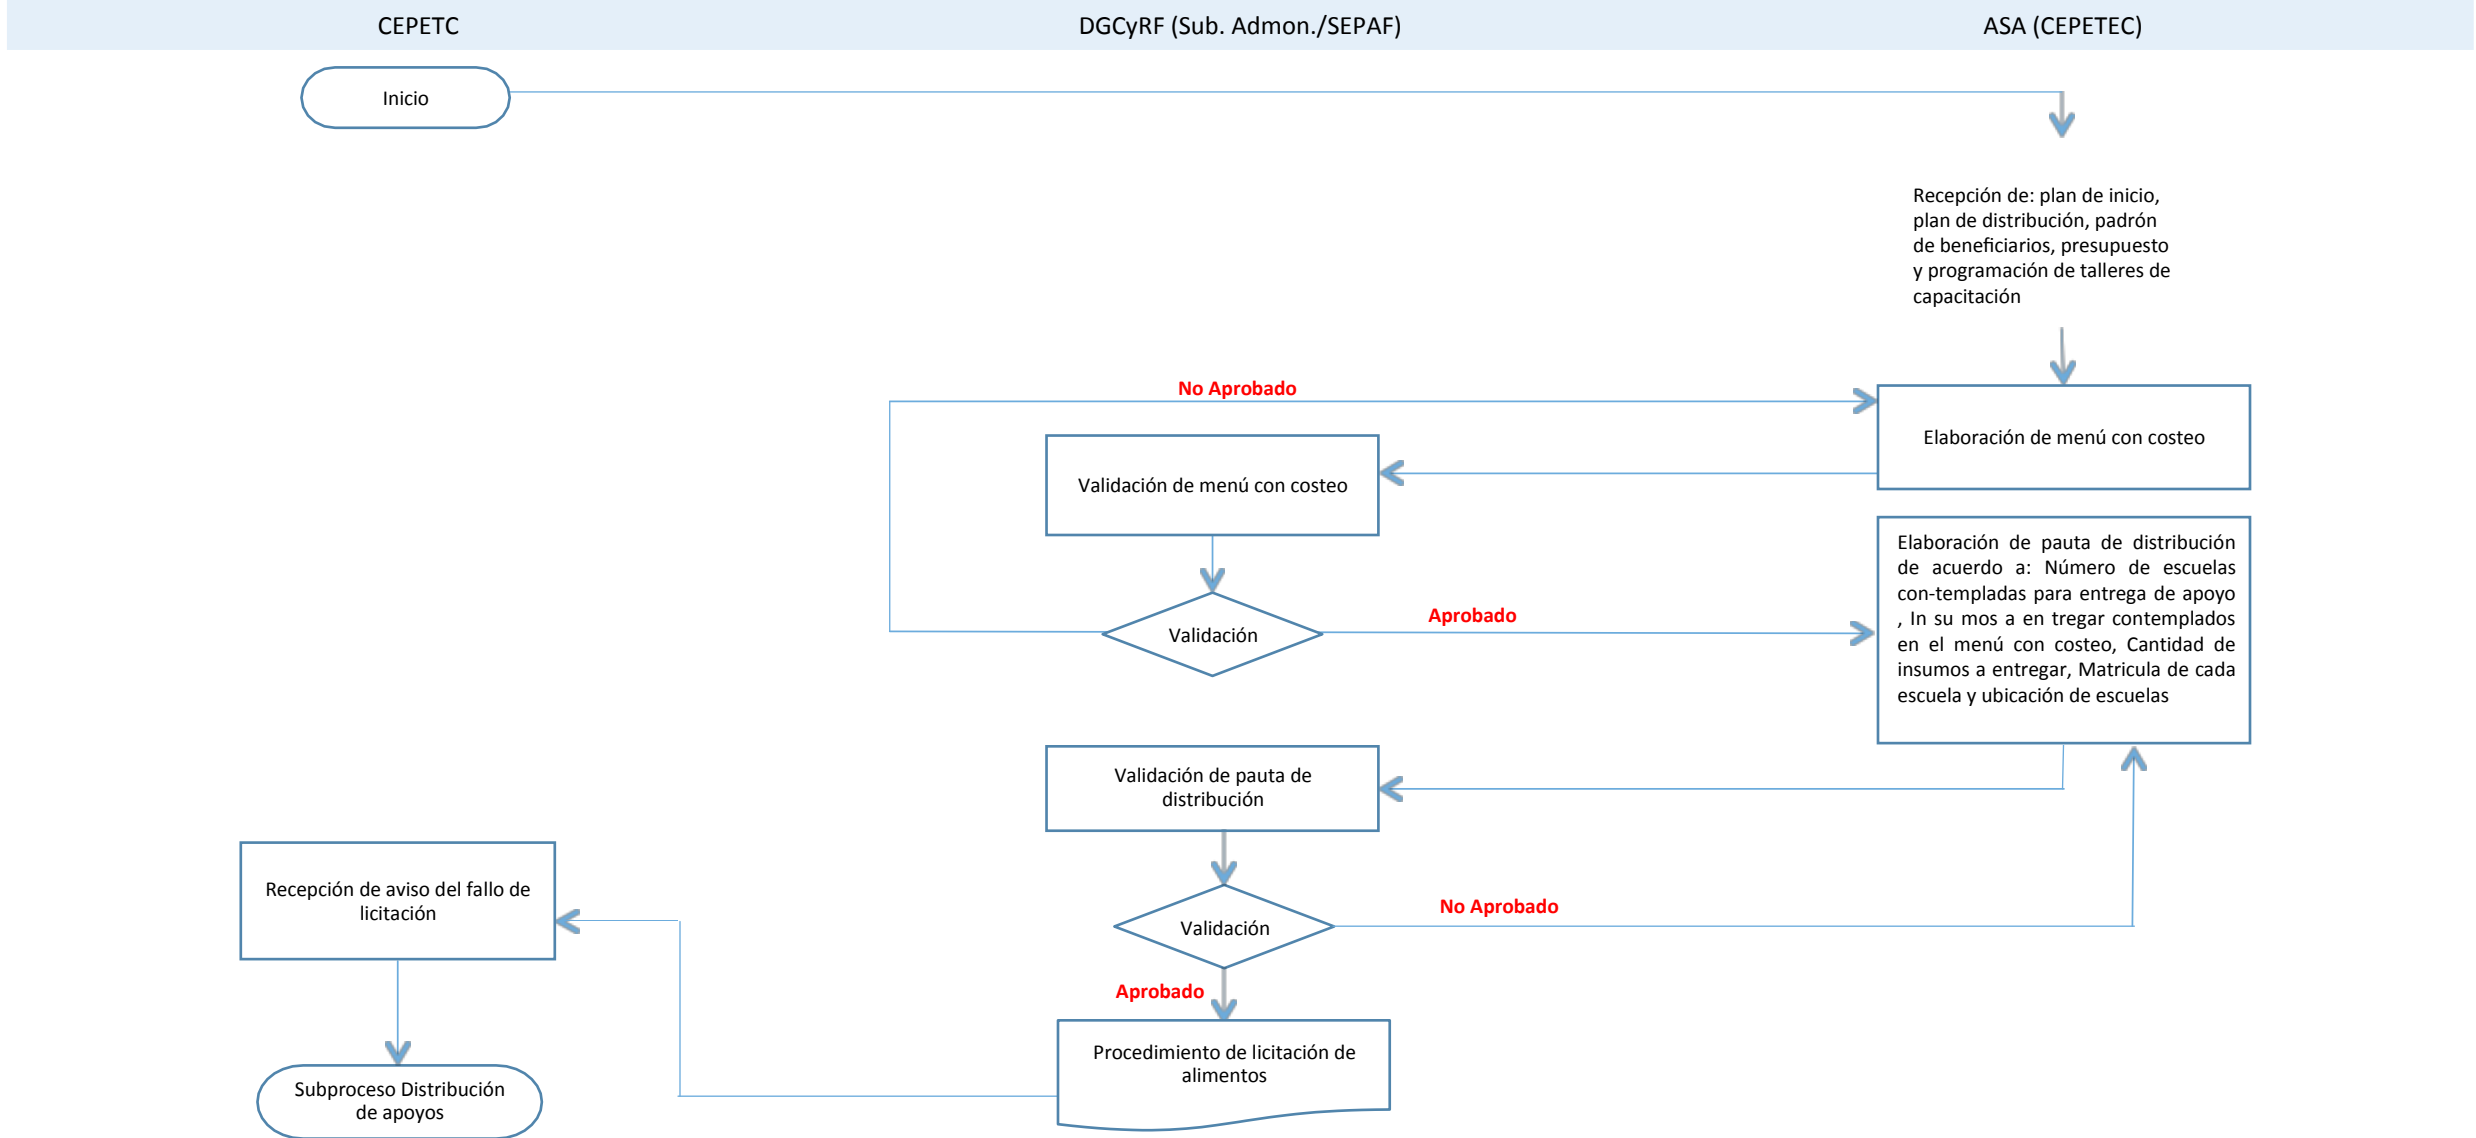 CEPETC
DGCyRF (Sub. Admon./SEPAF)
ASA (CEPETEC)
Inicio
Recepción de: plan de inicio,
plan de distribución, padrón
de beneficiarios, presupuesto
y programación de talleres de
capacitación
No Aprobado
Elaboración de menú con costeo
Validación de menú con costeo
Elaboración de pauta de distribución
de acuerdo a: Número de escuelas
con-templadas para entrega de apoyo
, In su mos a en tregar contemplados
en el menú con costeo, Cantidad de
insumos a entregar, Matricula de cada
escuela y ubicación de escuelas
Aprobado
Validación
Validación de pauta de
distribución
Recepción de aviso del fallo de
licitación
No Aprobado
Validación
Aprobado
Procedimiento de licitación de
alimentos
Subproceso Distribución
de apoyos